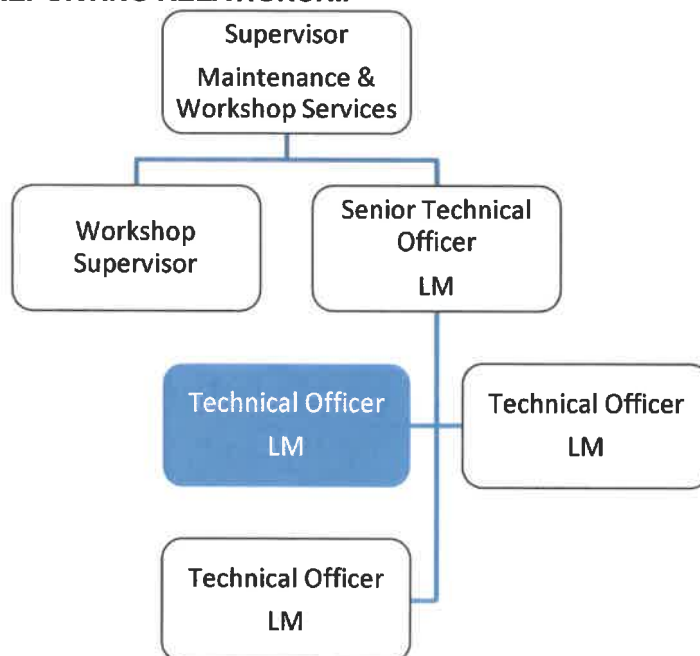 Supervisor
Maintenance &
Workshop Services
Workshop
Supervisor
Senior Technical
Officer
LM
Technical Officer
LM
Technical Officer
LM
Technical Officer
LM